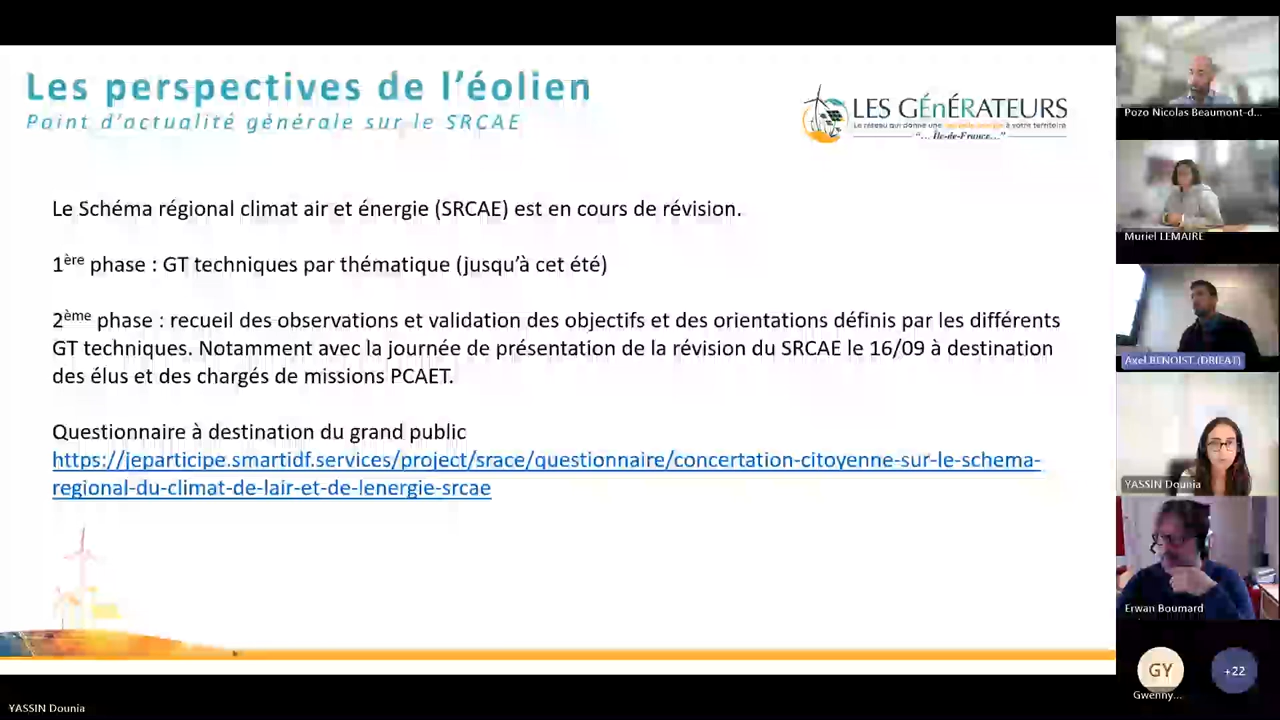 Les perspectives de l'éolien
Point d'actualité générale sur le SRCAE
LES GÉnÉRATEURS
Le réseau qui donne une nouvelle énergie à votre territoire
“... Île-de-France...”
Le Schéma régional climat air et énergie (SRCAE) est en cours de révision.
1ère phase : GT techniques par thématique (jusqu'à cet été)
2ème phase : recueil des observations et validation des objectifs et des orientations définis par les différents
GT techniques. Notamment avec la journée de présentation de la révision du SRCAE le 16/09 à destination
des élus et des chargés de missions PCAET.
Questionnaire à destination du grand public
https://jeparticipe.smartidf.services/project/srace/questionnaire/concertation-citoyenne-sur-le-schema-
regional-du-climat-de-lair-et-de-lenergie-srcae
Pozo Nicolas Beaumont-d...
Muriel LEMAIRE
Axel BENOIST (DRIEAT)
YASSIN Dounia
Erwan Boumard
GY
+22
Gwenny...
YASSIN Dounia